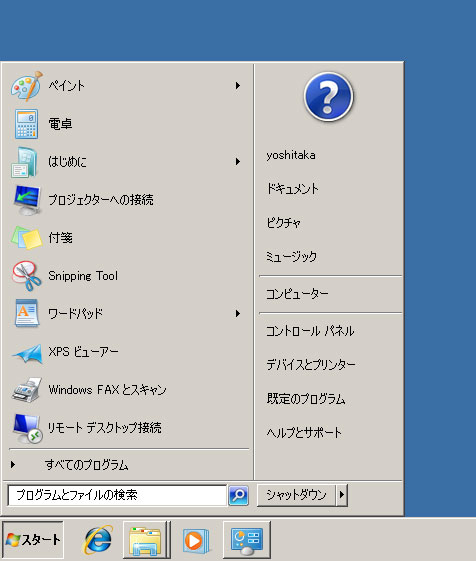 ペイント
電卓
はじめに
プロジェクターへの接続
付箋
Snipping Tool
ワードパッド
XPS ビューアー
Windows FAX とスキャン
リモート デスクトップ接続
すべてのプログラム
プログラムとファイルの検索
yoshitaka
ドキュメント
ピクチャ
ミュージック
コンピューター
コントロール パネル
デバイスとプリンター
既定のプログラム
ヘルプとサポート
シャットダウン
スタート